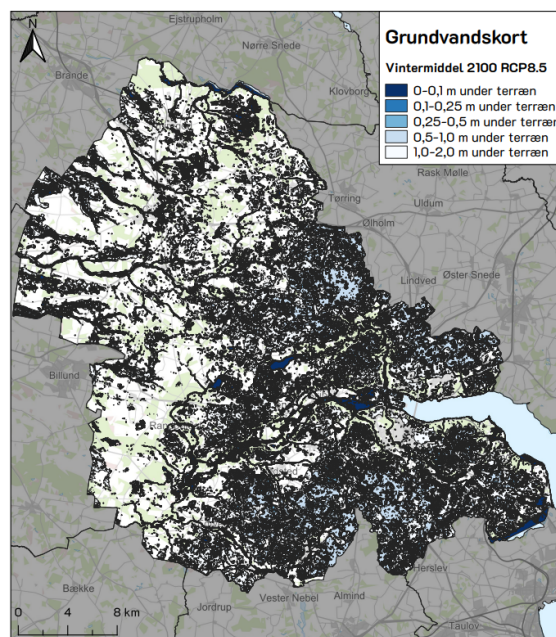 Ejstrupholm
N
Nørre Snede
Brande
Klovborg
Grundvandskort
Vintermiddel 2100 RCP8.5
0-0,1 m under terræn
0,1-0,25 m under terræn
0,25-0,5 m under terræn
0,5-1,0 m under terræn
1,0-2,0 m under terræn
Rask Mølle
Tørring
Uldum
Ølholm
Lindved
Øster Snede
Billund
Bække
Herslev
0 4 8 km
Jordrup
Vester Nebel
Almind
Taulov